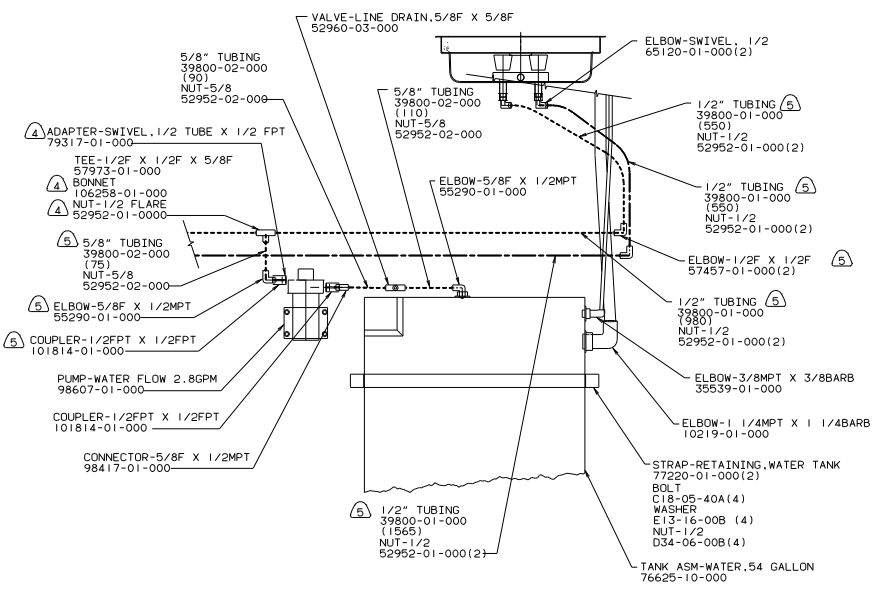 VALVE-LINE DRAIN,5/8F X 5/8F
52960-03-000
5/8" TUBING
39800-02-000
(90)
NUT-5/8
52952-02-000
5/8" TUBING
39800-02-000
(110)
NUT-5/8
52952-02-000
ELBOW-SWIVEL, 1/2
65120-01-000(2)
1/2" TUBING 5
39800-01-000
(550)
NUT-1/2
52952-01-000(2)
4 ADAPTER-SWIVEL,1/2 TUBE X 1/2 FPT
79317-01-000
TEE-1/2F X 1/2F X 5/8F
57973-01-000
4 BONNET
106258-01-000
4 NUT-1/2 FLARE
52952-01-0000
ELBOW-5/8F X 1/2MPT
55290-01-000
1/2" TUBING 5
39800-01-000
(550)
NUT-1/2
52952-01-000(2)
5 5/8" TUBING
39800-02-000
(75)
NUT-5/8
52952-02-000
ELBOW-1/2F X 1/2F 5
57457-01-000(2)
5 ELBOW-5/8F X 1/2MPT
55290-01-000
1/2" TUBING 5
39800-01-000
(980)
NUT-1/2
52952-01-000(2)
5 COUPLER-1/2FPT X 1/2FPT
101814-01-000
PUMP-WATER FLOW 2.8GPM
98607-01-000
ELBOW-3/8MPT X 3/8BARB
35539-01-000
COUPLER-1/2FPT X 1/2FPT
101814-01-000
ELBOW-1 1/4MPT X 1 1/4BARB
10219-01-000
CONNECTOR-5/8F X 1/2MPT
98417-01-000
STRAP-RETAINING,WATER TANK
77220-01-000(2)
BOLT
C18-05-40A(4)
WASHER
E13-16-00B (4)
NUT-1/2
D34-06-00B(4)
5 1/2" TUBING
39800-01-000
(1565)
NUT-1/2
52952-01-000(2)
TANK ASM-WATER,54 GALLON
76625-10-000